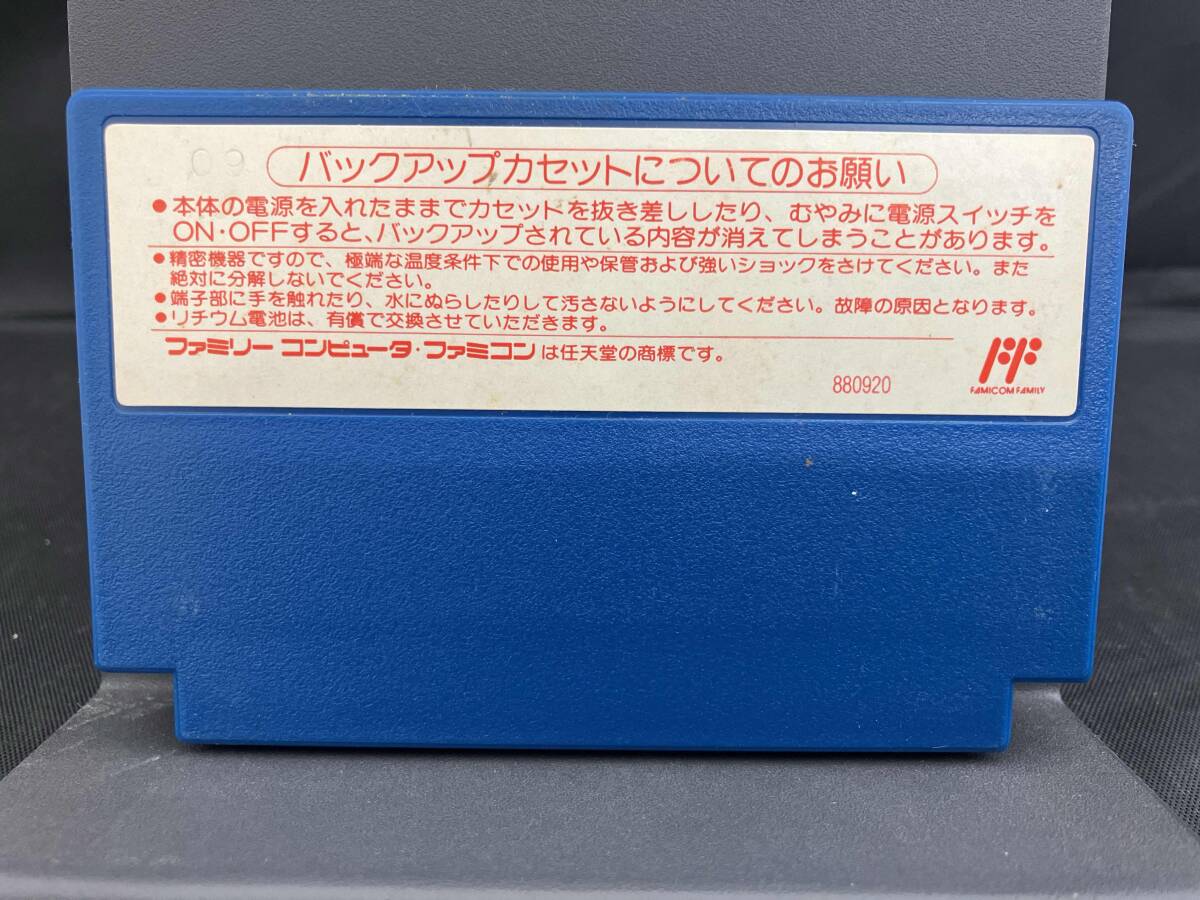 09
バックアップカセットについてのお願い
●本体の電源を入れたままでカセットを抜き差ししたり、むやみに電源スイッチを
ON・OFFすると、バックアップされている内容が消えてしまうことがあります。
●精密機器ですので、極端な温度条件下での使用や保管および強いショックをさけてください。また
絶対に分解しないでください。
●端子部に手を触れたり、水にぬらしたりして汚さないようにしてください。故障の原因となります。
●リチウム電池は、有償で交換させていただきます。
ファミリー コンピュータ・ファミコン は任天堂の商標です。
880920
FAMICOM FAMILY